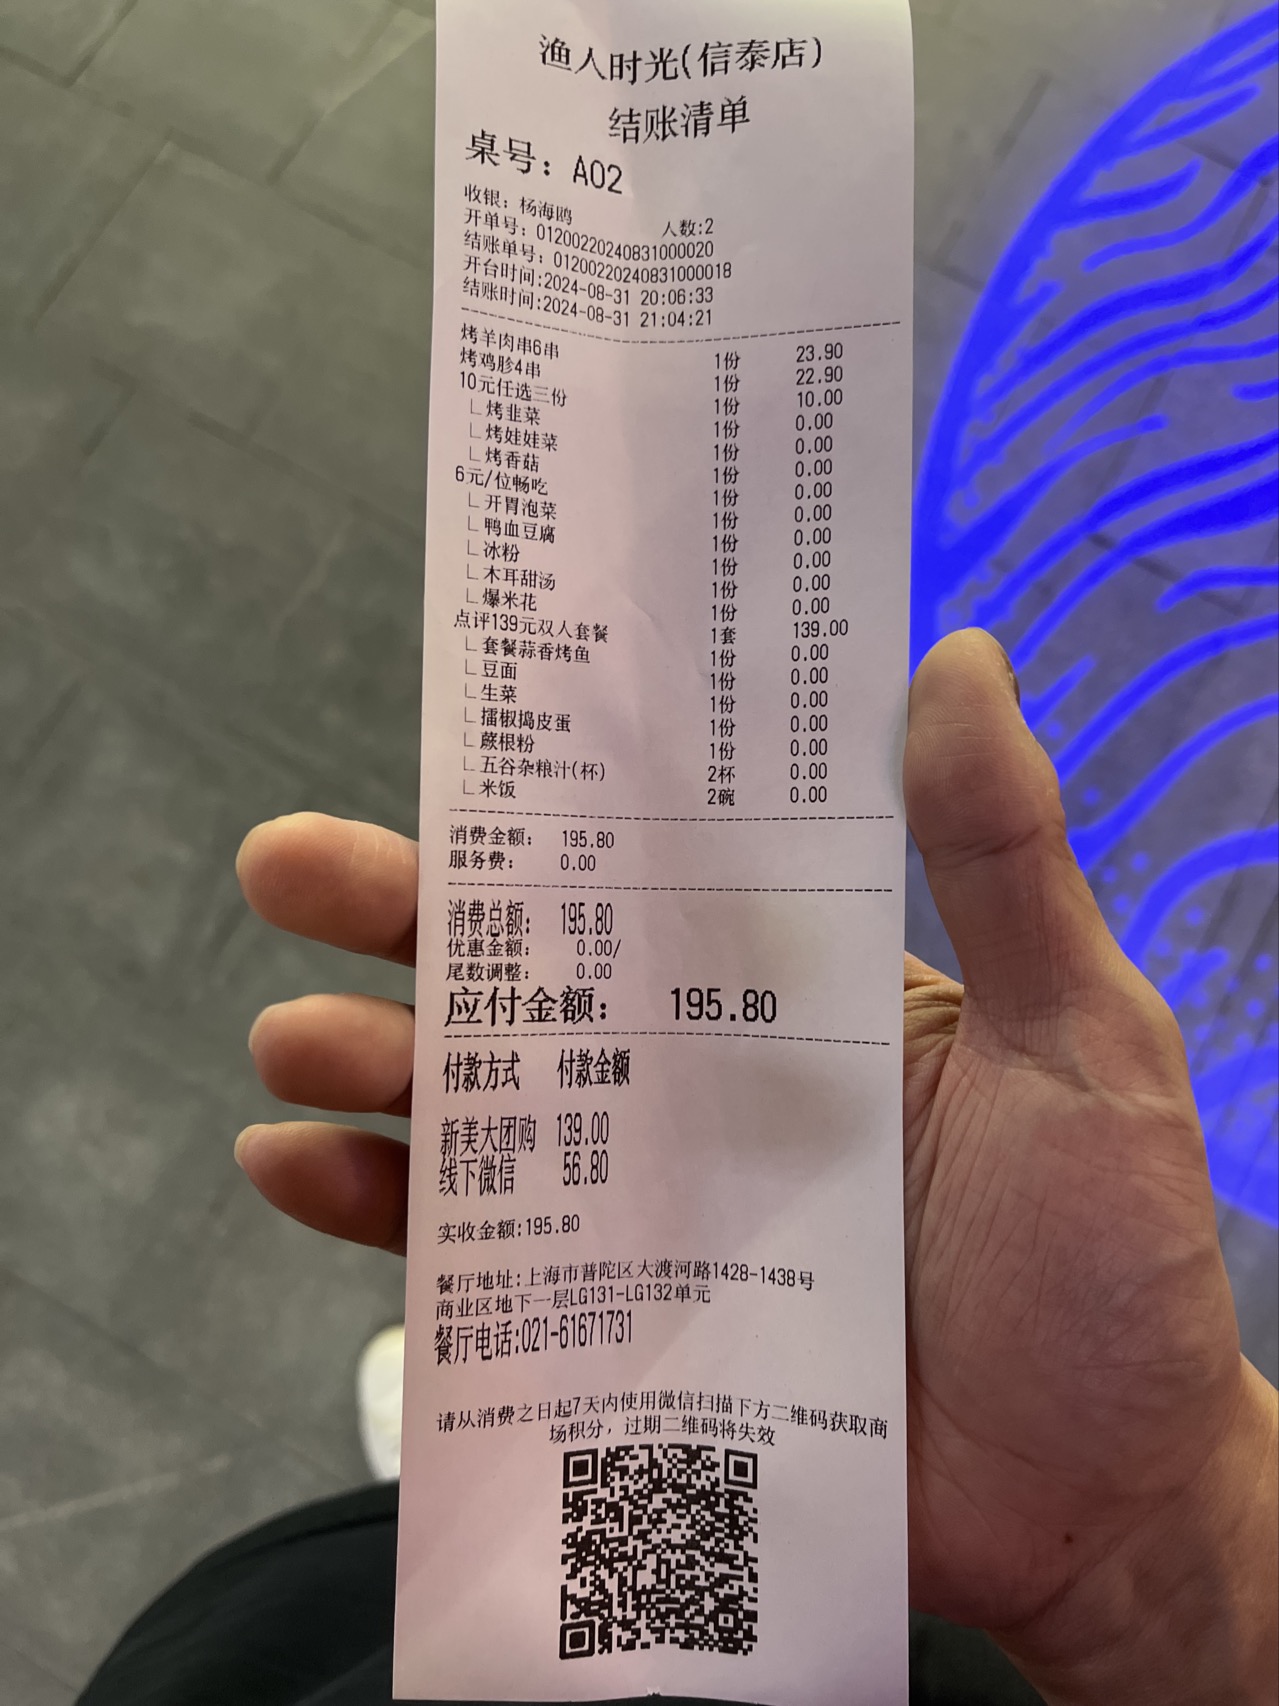 渔人时光(信泰店)
结账清单
桌号: A02
收银: 杨海鸥 人数:2
开单号: 01200220240831000020
结账单号: 01200220240831000018
开台时间:2024-08-31 20:06:33
结账时间:2024-08-31 21:04:21
烤羊肉串6串 1份 23.90
烤鸡胗4串 1份 22.90
10元任选三份 1份 10.00
└烤韭菜 1份 0.00
└烤娃娃菜 1份 0.00
└烤香菇 1份 0.00
6元/位畅吃 1份 0.00
└开胃泡菜 1份 0.00
└鸭血豆腐 1份 0.00
└冰粉 1份 0.00
└木耳甜汤 1份 0.00
└爆米花 1份 0.00
点评139元双人套餐 1套 139.00
└套餐蒜香烤鱼 1份 0.00
└豆面 1份 0.00
└生菜 1份 0.00
└擂椒捣皮蛋 1份 0.00
└蕨根粉 1份 0.00
└五谷杂粮汁(杯) 2杯 0.00
└米饭 2碗 0.00
消费金额: 195.80
服务费: 0.00
消费总额: 195.80
优惠金额: 0.00/
尾数调整: 0.00
应付金额: 195.80
付款方式 付款金额
新美大团购 139.00
线下微信 56.80
实收金额:195.80
餐厅地址:上海市普陀区大渡河路1428-1438号
商业区地下一层LG131-LG132单元
餐厅电话:021-61671731
请从消费之日起7天内使用微信扫描下方二维码获取商
场积分, 过期二维码将失效